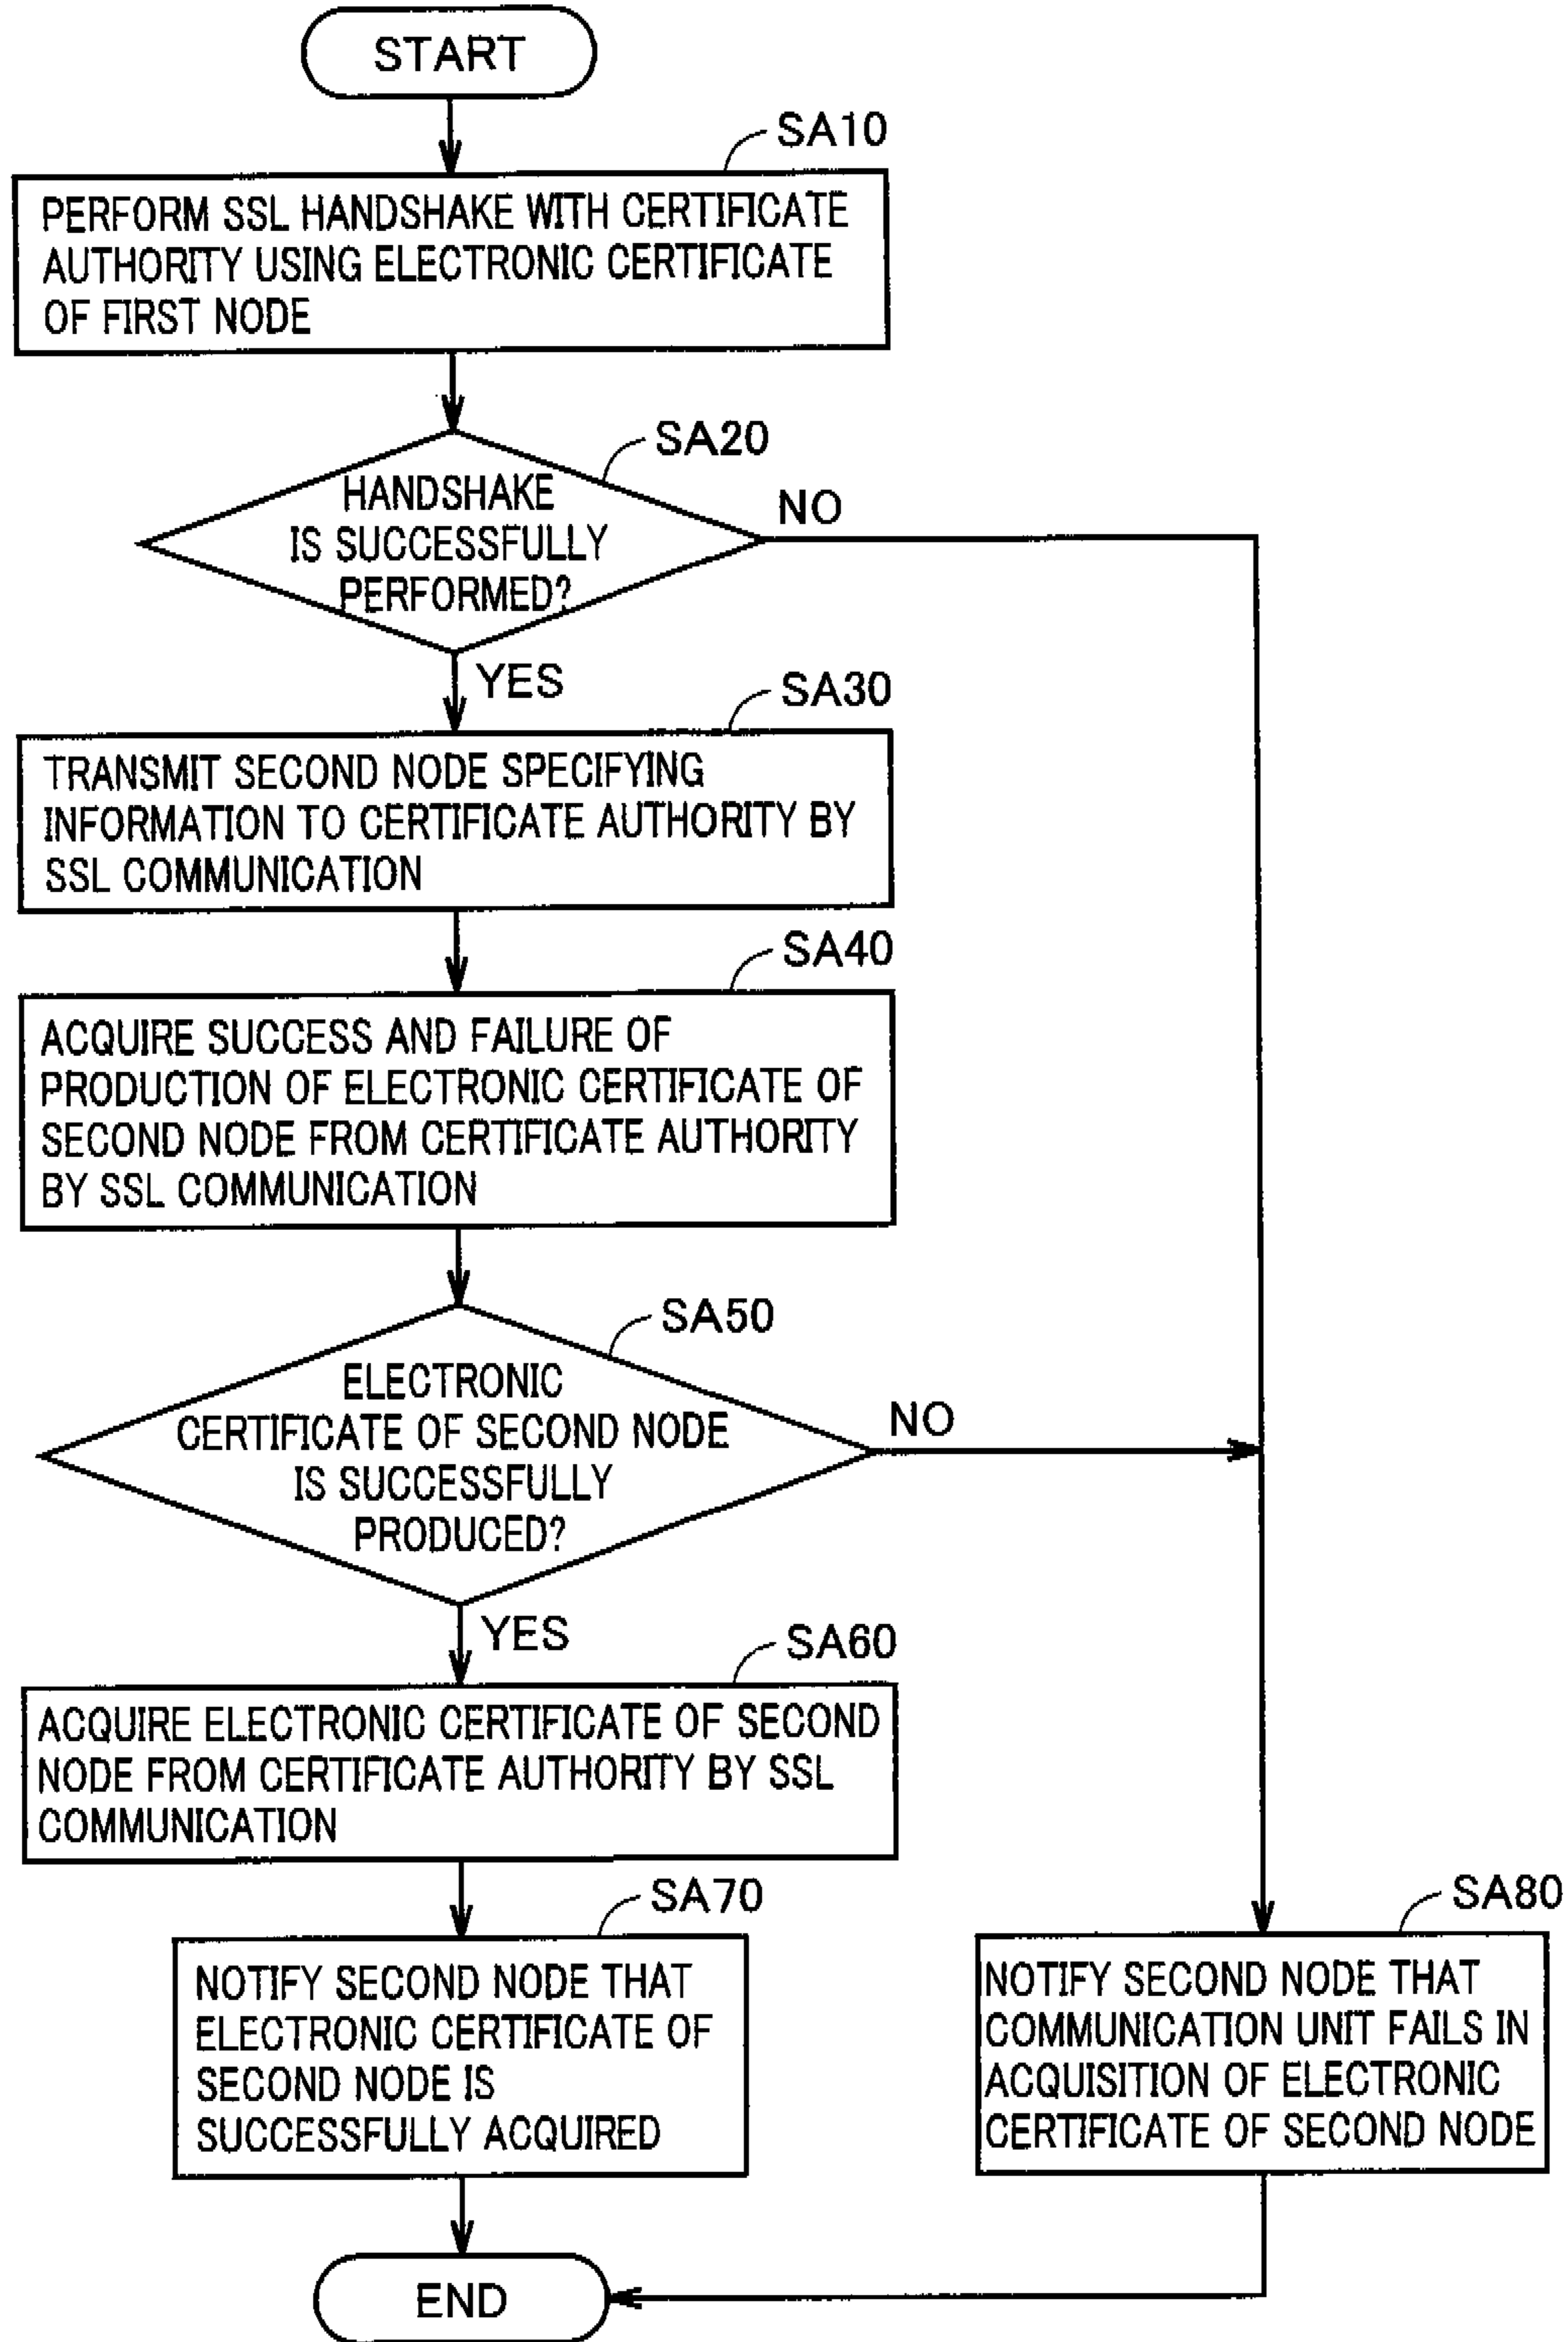 START
SA10
PERFORM SSL HANDSHAKE WITH CERTIFICATE
AUTHORITY USING ELECTRONIC CERTIFICATE
OF FIRST NODE
SA20
HANDSHAKE
IS SUCCESSFULLY
PERFORMED?
NO
YES
SA30
TRANSMIT SECOND NODE SPECIFYING
INFORMATION TO CERTIFICATE AUTHORITY BY
SSL COMMUNICATION
SA40
ACQUIRE SUCCESS AND FAILURE OF
PRODUCTION OF ELECTRONIC CERTIFICATE OF
SECOND NODE FROM CERTIFICATE AUTHORITY
BY SSL COMMUNICATION
SA50
ELECTRONIC
CERTIFICATE OF SECOND NODE
IS SUCCESSFULLY
PRODUCED?
NO
YES
SA60
ACQUIRE ELECTRONIC CERTIFICATE OF SECOND
NODE FROM CERTIFICATE AUTHORITY BY SSL
COMMUNICATION
SA70
NOTIFY SECOND NODE THAT
ELECTRONIC CERTIFICATE OF
SECOND NODE IS
SUCCESSFULLY ACQUIRED
SA80
NOTIFY SECOND NODE THAT
COMMUNICATION UNIT FAILS IN
ACQUISITION OF ELECTRONIC
CERTIFICATE OF SECOND NODE
END